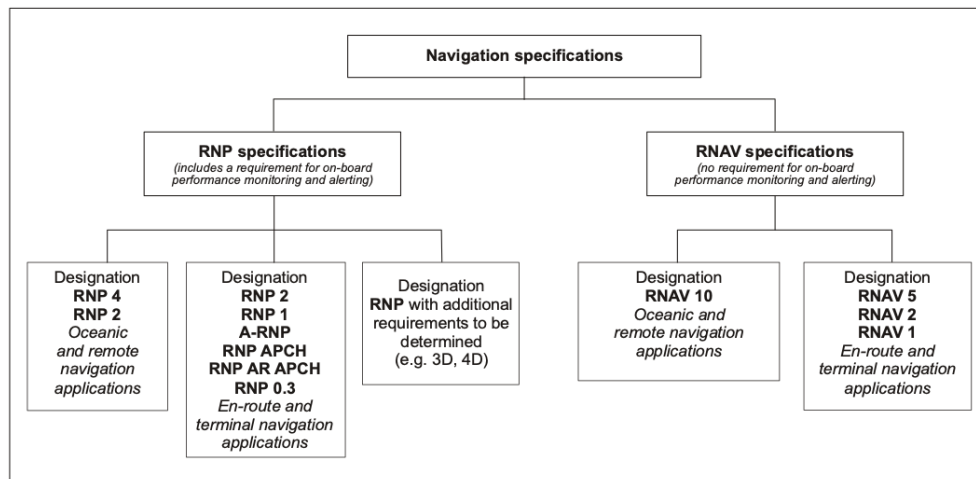 Navigation specifications
RNP specifications
(includes a requirement for on-board
performance monitoring and alerting)
RNAV specifications
(no requirement for on-board
performance monitoring and alerting)
Designation
RNP 4
RNP 2
Oceanic
and remote
navigation
applications
Designation
RNP 2
RNP 1
A-RNP
RNP APCH
RNP AR APCH
RNP 0.3
En-route and
terminal navigation
applications
Designation
RNP with additional
requirements to be
determined
(e.g. 3D, 4D)
Designation
RNAV 10
Oceanic and
remote navigation
applications
Designation
RNAV 5
RNAV 2
RNAV 1
En-route and
terminal navigation
applications